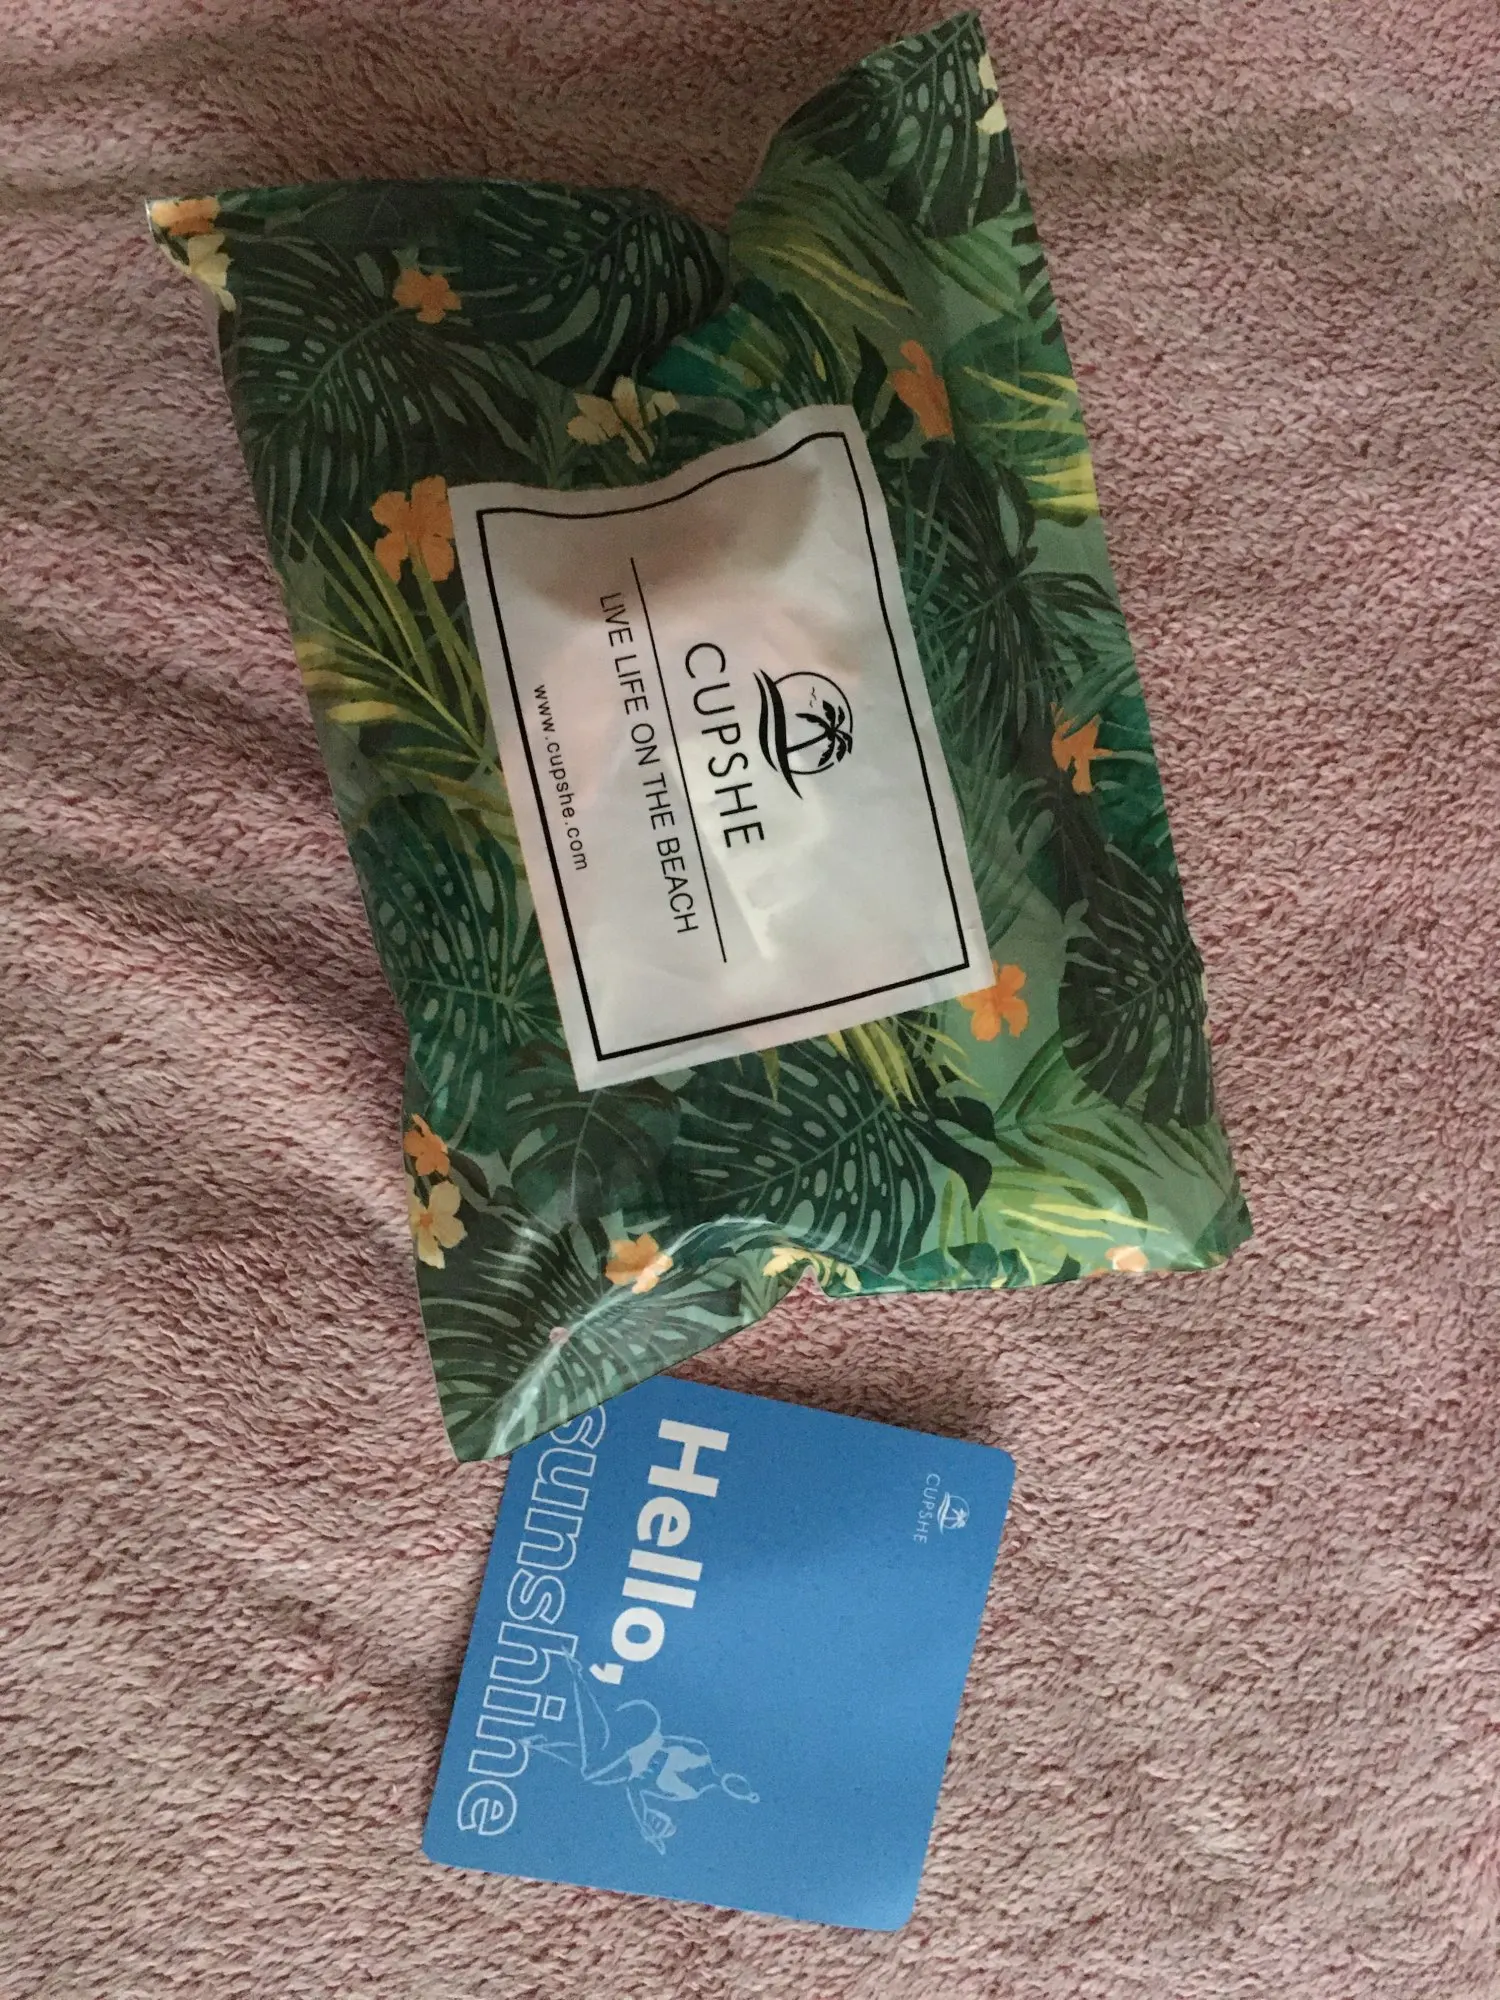 CUPSHE
LIVE LIFE ON THE BEACH
www.cupshe.com
CUPSHE
Hello,
sunshine